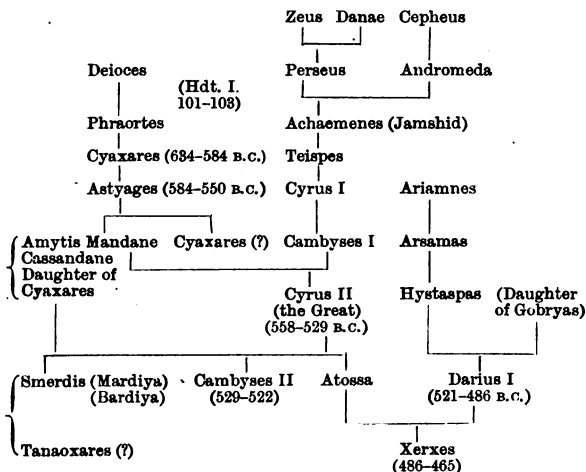 Zeus Danae Cepheus
Deioces Perseus Andromeda
(Hdt. I.
101–103)
Phraortes Achaemenes (Jamshid)
Cyaxares (634–584 B.C.) Teispes
Astyages (584–550 B.C.) Cyrus I Ariamnes
Amytis Mandane Cyaxares (?) Cambyses I Arsamas
Cassandane
Daughter of
Cyaxares Cyrus II Hystaspas (Daughter
(the Great) of Gobryas)
(558–529 B.C.)
Smerdis (Mardiya) Cambyses II Atossa Darius I
(Bardiya) (529–522) (521–486 B.C.)
Tanaoxares (?) Xerxes
(486–465)